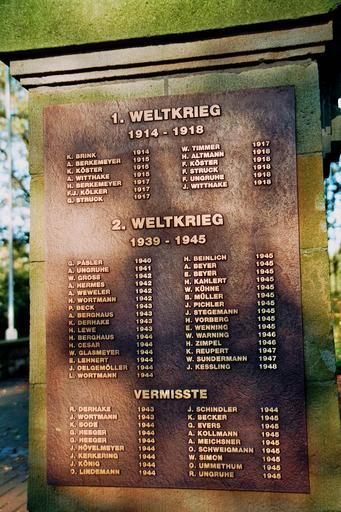 1. WELTKRIEG
1914 - 1918
K. BRINK 1914
A. BERKEMEYER 1915
K. KÖSTER 1915
A. WITTHAKE 1915
H. BERKEMEYER 1917
F.J. KÖLKER 1917
G. STRUCK 1917
W. TIMMER 1917
H. ALTMANN 1918
F. KÖSTER 1918
F. STRUCK 1918
F. UNGRUHE 1918
J. WITTHAKE 1918
2. WELTKRIEG
1939 - 1945
G. PÄSLER 1940
A. UNGRUHE 1941
W. GROSS 1942
A. HERMES 1942
A. WEWELER 1942
H. WORTMANN 1942
P. BECK 1943
A. BERGHAUS 1943
K. DERHAKE 1943
H. LEWE 1943
H. BERGHAUS 1944
H. CESAR 1944
W. GLASMEYER 1944
E. LEHNERT 1944
J. OELGEMÖLLER 1944
L. WORTMANN 1944
H. BEINLICH 1945
A. BEYER 1945
E. BEYER 1945
H. KAHLERT 1945
W. KÜHNE 1945
B. MÜLLER 1945
J. PICHLER 1945
J. STEGEMANN 1945
H. VORBERG 1945
E. WENNING 1945
W. WARNING 1946
H. ZIMPEL 1946
K. REUPERT 1947
W. SUNDERMANN 1947
J. KESSLING 1948
VERMISSTE
R. DERHAKE 1943
J. WORTMANN 1943
K. BODE 1944
G. HEEGER 1944
G. HEEGER 1944
J. HÖVELMEYER 1944
J. KERKERING 1944
J. KÖNIG 1944
O. LINDEMANN 1944
J. SCHINDLER 1944
K. BECKER 1945
G. EVERS 1945
A. KOLLMANN 1945
A. MEICHSNER 1945
O. SCHWEIGMANN 1945
W. SIMON 1945
O. UMMETHUM 1945
R. UNGRUHE 1945